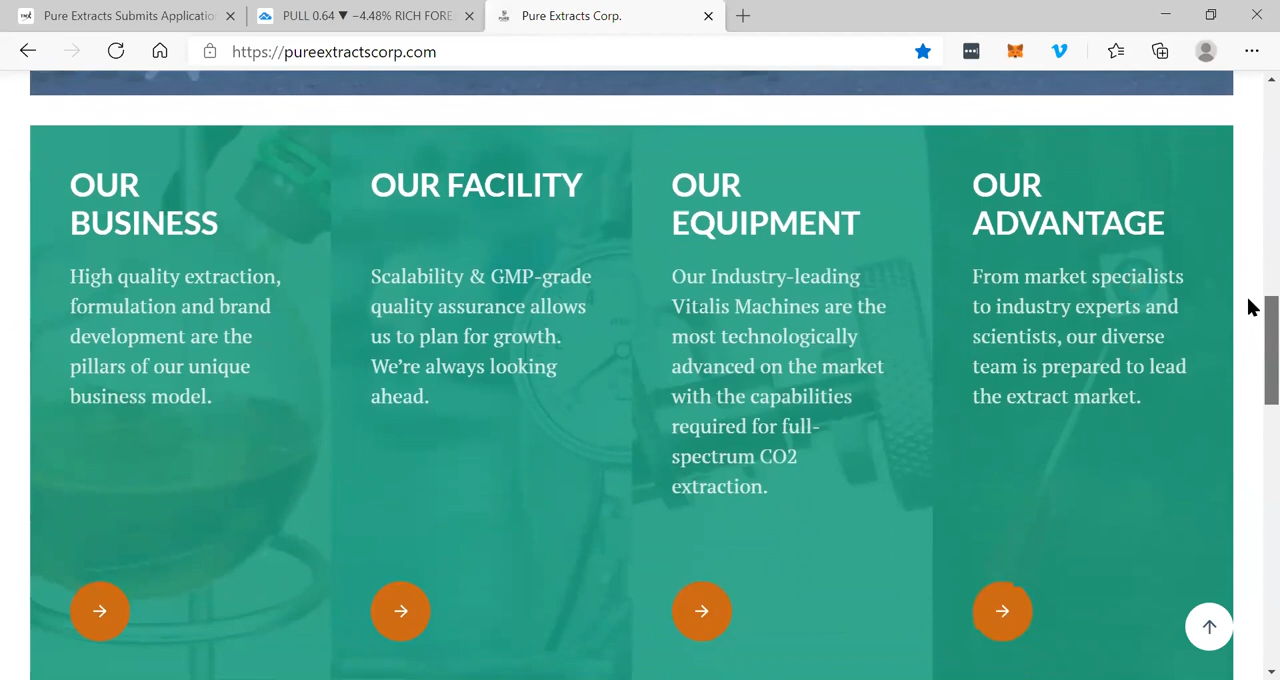 Pure Extracts Submits Applicatio
PULL 0.64 ▼ −4.48% RICH FORE
Pure Extracts Corp.
https://pureextractscorp.com
OUR
BUSINESS
High quality extraction,
formulation and brand
development are the
pillars of our unique
business model.
OUR FACILITY
Scalability & GMP-grade
quality assurance allows
us to plan for growth.
We’re always looking
ahead.
OUR
EQUIPMENT
Our Industry-leading
Vitalis Machines are the
most technologically
advanced on the market
with the capabilities
required for full-
spectrum CO2
extraction.
OUR
ADVANTAGE
From market specialists
to industry experts and
scientists, our diverse
team is prepared to lead
the extract market.